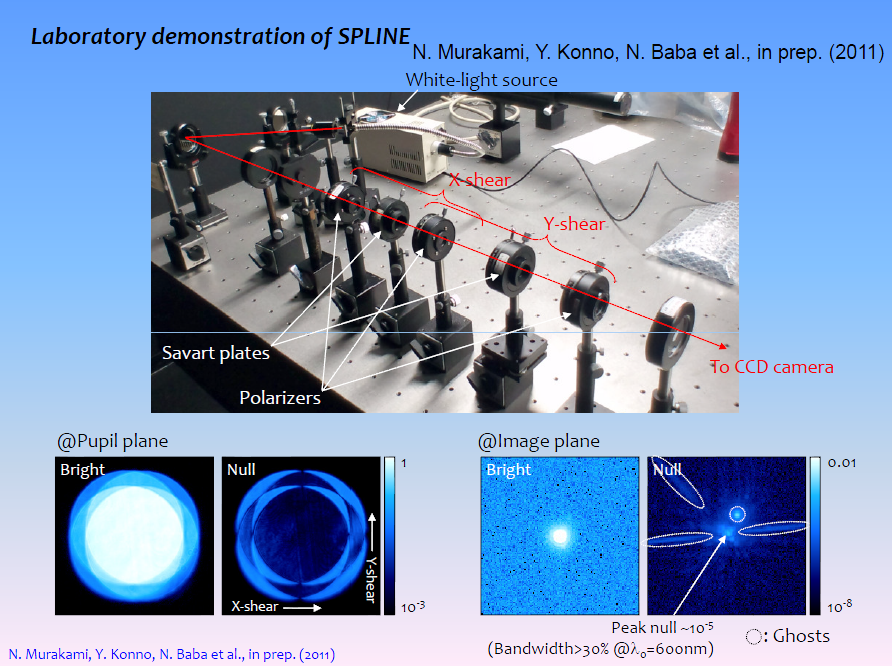 Laboratory demonstration of SPLINE
N. Murakami, Y. Konno, N. Baba et al., in prep. (2011)
White-light source
X-shear
Y-shear
Savart plates
Polarizers
To CCD camera
@Pupil plane
@Image plane
Bright
Null
1
Bright
Null
0.01
Y-shear
X-shear
10-3
10-8
Peak null ~10-5
(Bandwidth>30% @λ0=600nm)
: Ghosts
N. Murakami, Y. Konno, N. Baba et al., in prep. (2011)